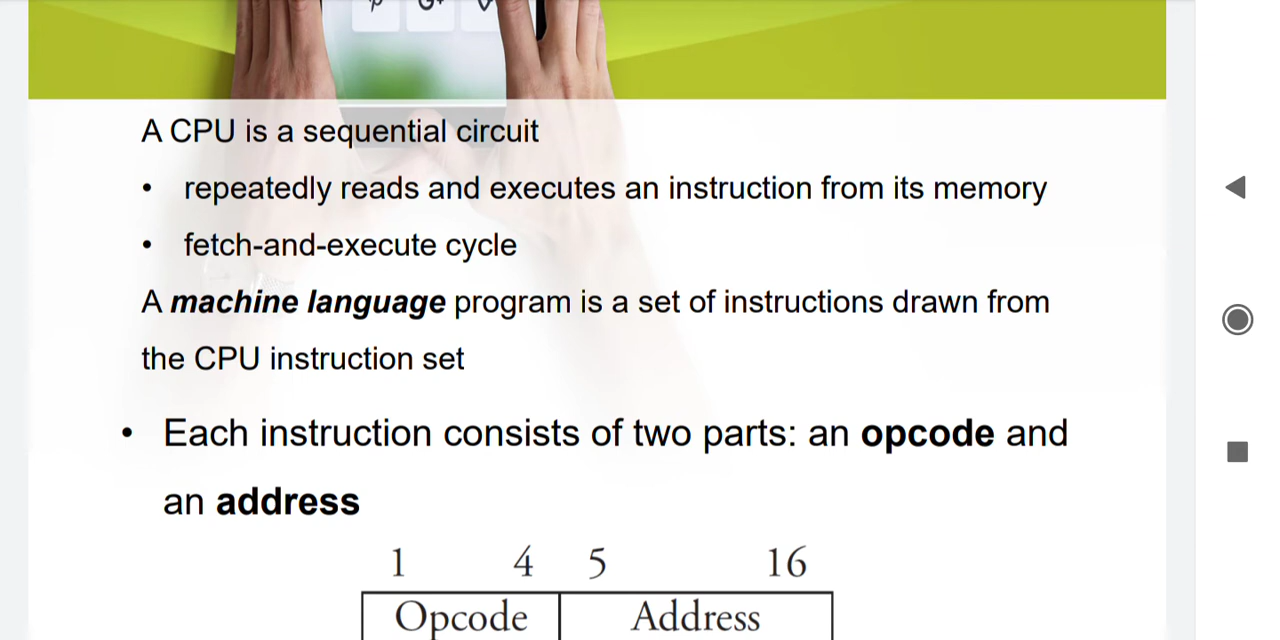 A CPU is a sequential circuit
• repeatedly reads and executes an instruction from its memory
• fetch-and-execute cycle
A machine language program is a set of instructions drawn from
the CPU instruction set
• Each instruction consists of two parts: an opcode and
an address
1 4 5 16
Opcode Address